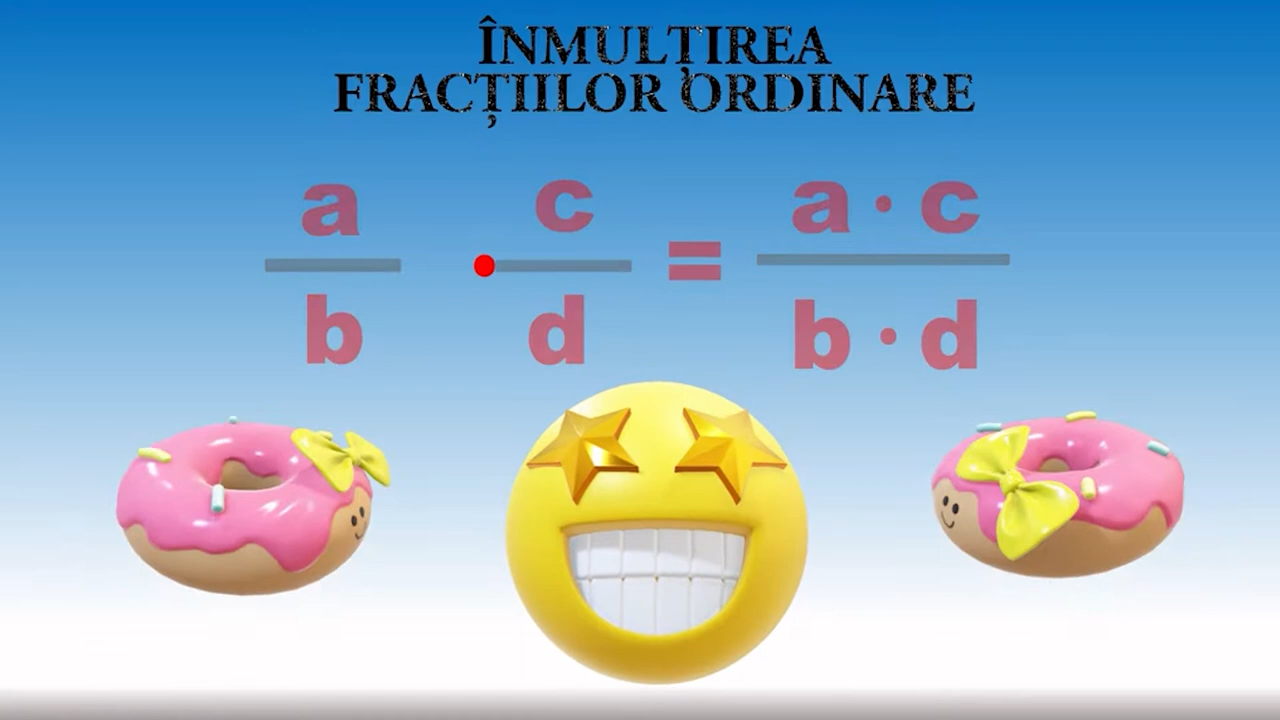 ÎNMULȚIREA
FRACȚIILOR ORDINARE
a c a · c
· =
b d b · d